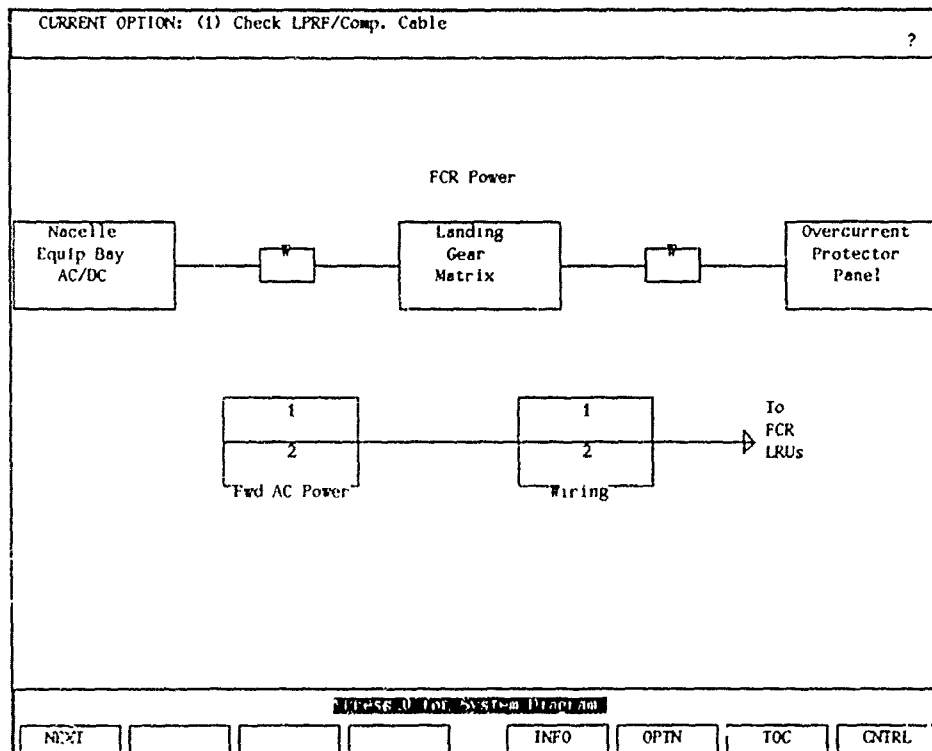 CURRENT OPTION: (1) Check LPRF/Comp. Cable
?
FCR Power
Nacelle
Equip Bay
AC/DC
W
Landing
Gear
Matrix
W
Overcurrent
Protector
Panel
1
2
Fwd AC Power
1
2
Wiring
To
FCR
LRUs
Press U for System Diagram
NEXT
INFO
OPTN
TOC
CNTRL